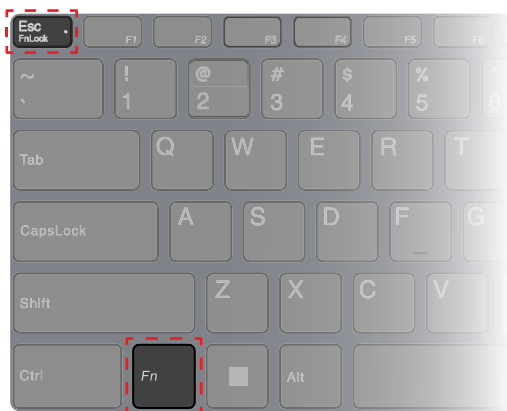 Esc
FnLock
F1
F2
F3
F4
F5
F6
~
`
!
1
@
2
#
3
$
4
%
5
^
6
Tab
Q
W
E
R
T
CapsLock
A
S
D
F
G
Shift
Z
X
C
V
Ctrl
Fn
Alt